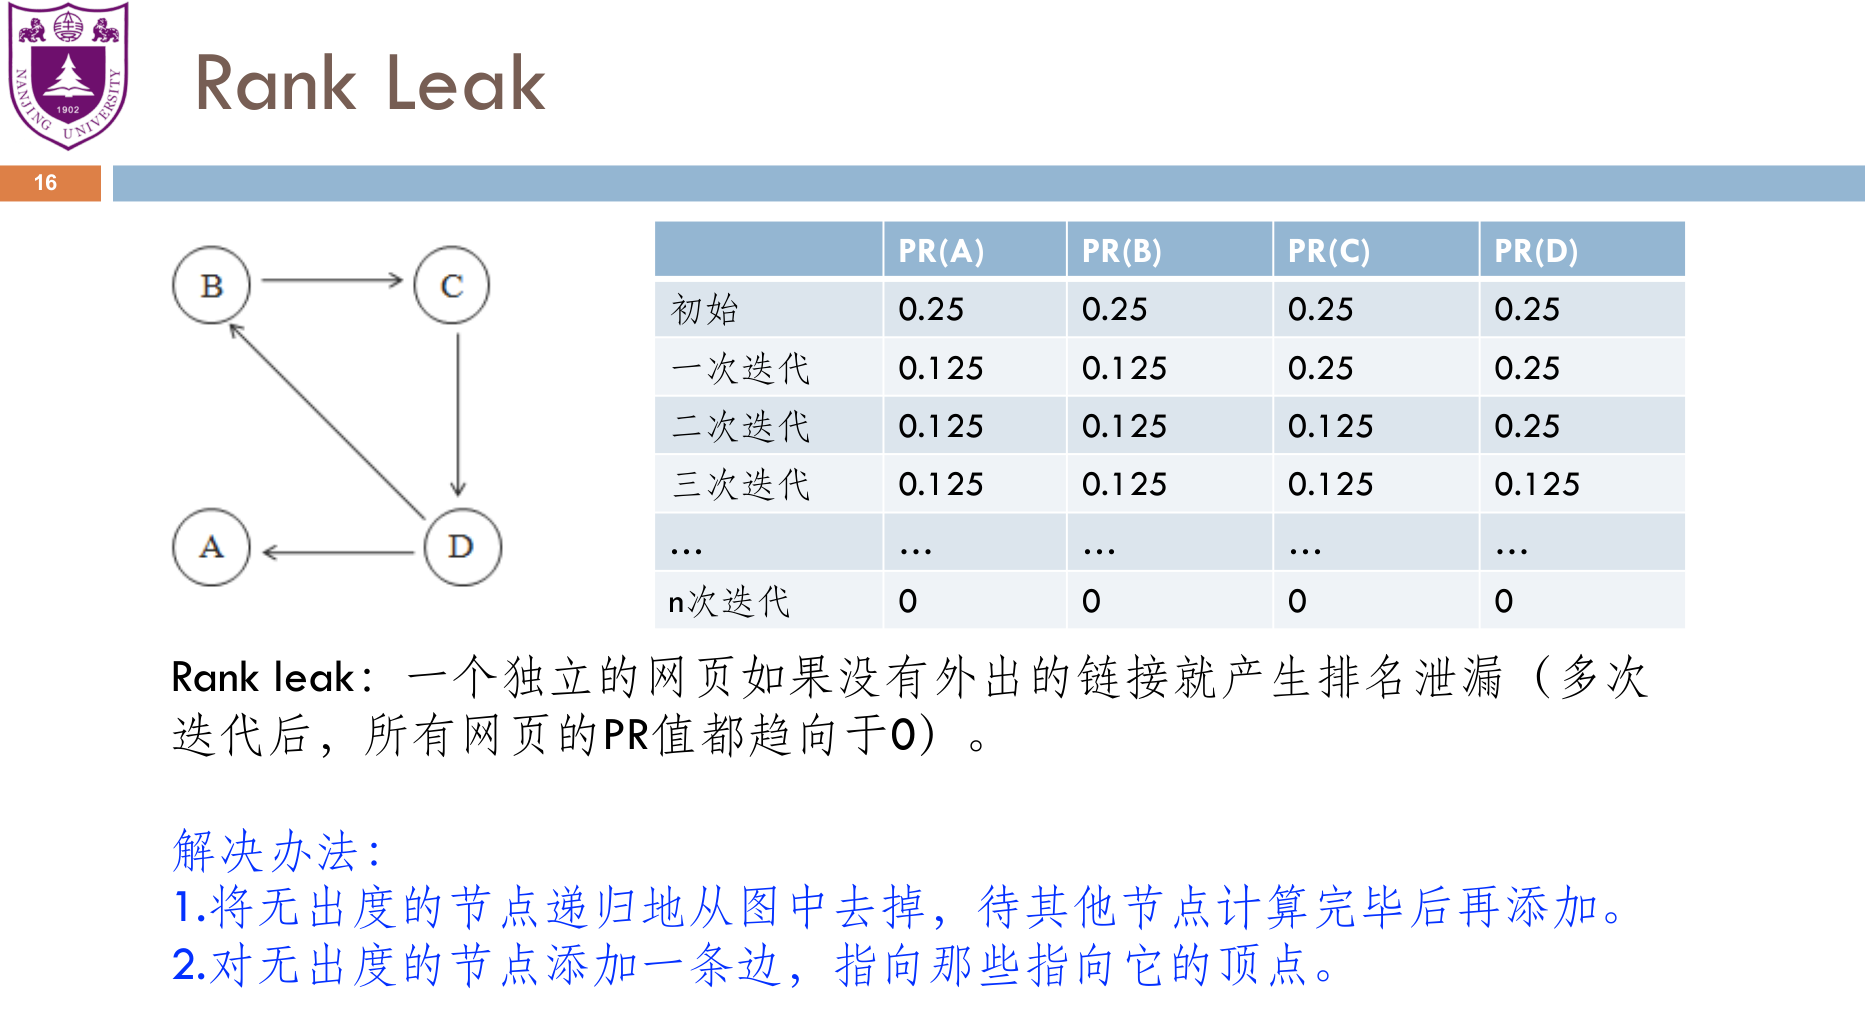 NANJING UNIVERSITY
1902
Rank Leak
16
B
C
A
D
PR(A) PR(B) PR(C) PR(D)
初始 0.25 0.25 0.25 0.25
一次迭代 0.125 0.125 0.25 0.25
二次迭代 0.125 0.125 0.125 0.25
三次迭代 0.125 0.125 0.125 0.125
… … … … …
n次迭代 0 0 0 0
Rank leak：一个独立的网页如果没有外出的链接就产生排名泄漏（多次
迭代后，所有网页的PR值都趋向于0）。
解决办法：
1.将无出度的节点递归地从图中去掉，待其他节点计算完毕后再添加。
2.对无出度的节点添加一条边，指向那些指向它的顶点。